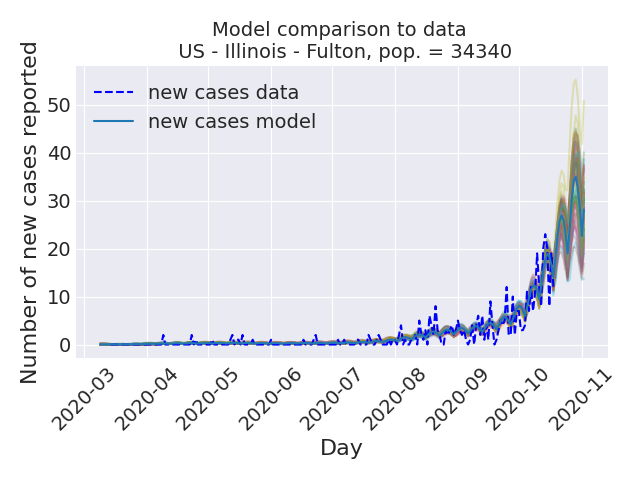 Model comparison to data
US - Illinois - Fulton, pop. = 34340
Number of new cases reported
50
40
30
20
10
0
new cases data
new cases model
2020-03
2020-04
2020-05
2020-06
2020-07
2020-08
2020-09
2020-10
2020-11
Day